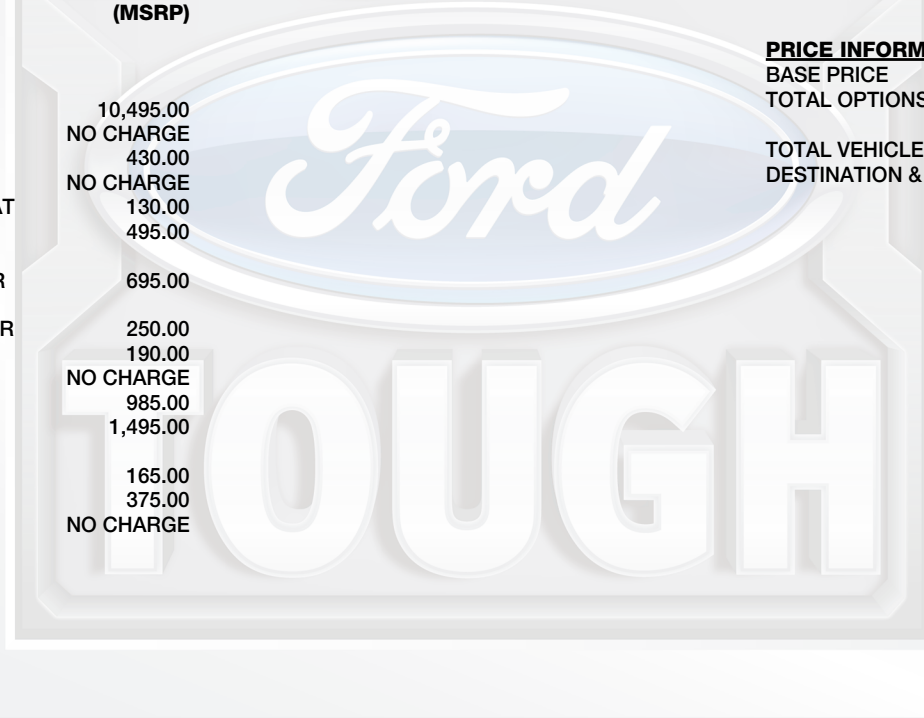 (MSRP)
10,495.00
NO CHARGE
430.00
NO CHARGE
130.00
495.00
695.00
250.00
190.00
NO CHARGE
985.00
1,495.00
165.00
375.00
NO CHARGE
PRICE
BASE PRICE
TOTAL OPTIONS
TOTAL VEHICLE
DESTINATION &
Ford
TOUGH